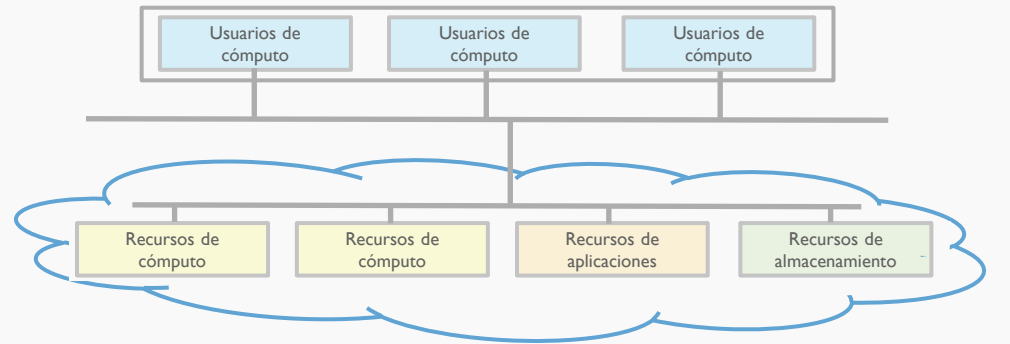 Usuarios de
cómputo
Usuarios de
cómputo
Usuarios de
cómputo
Recursos de
cómputo
Recursos de
cómputo
Recursos de
aplicaciones
Recursos de
almacenamiento